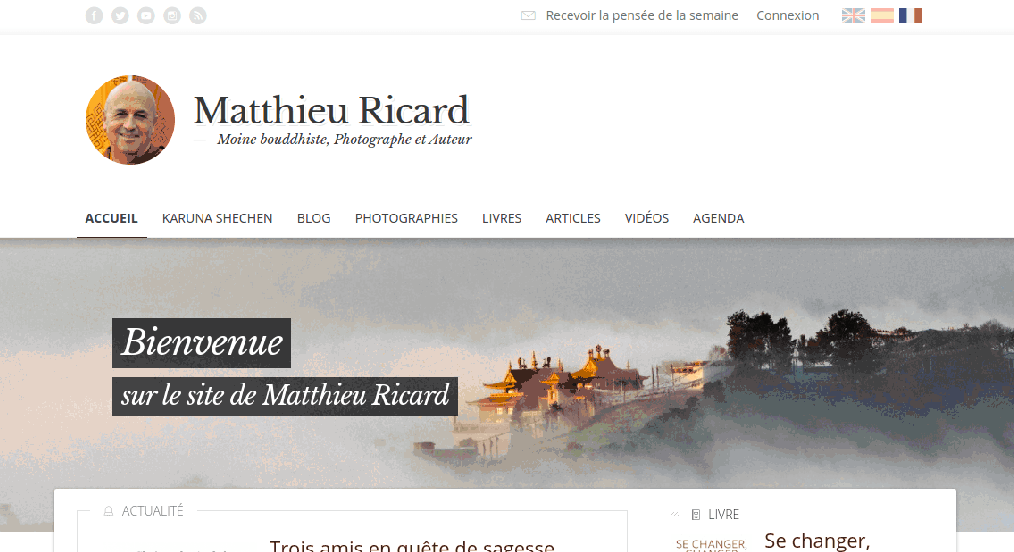 Recevoir la pensée de la semaine
Connexion
Matthieu Ricard
Moine bouddhiste, Photographe et Auteur
ACCUEIL
KARUNA SHECHEN
BLOG
PHOTOGRAPHIES
LIVRES
ARTICLES
VIDÉOS
AGENDA
Bienvenue
sur le site de Matthieu Ricard
ACTUALITÉ
Trois amis en quête de sagesse
LIVRE
SE CHANGER,
Se changer,